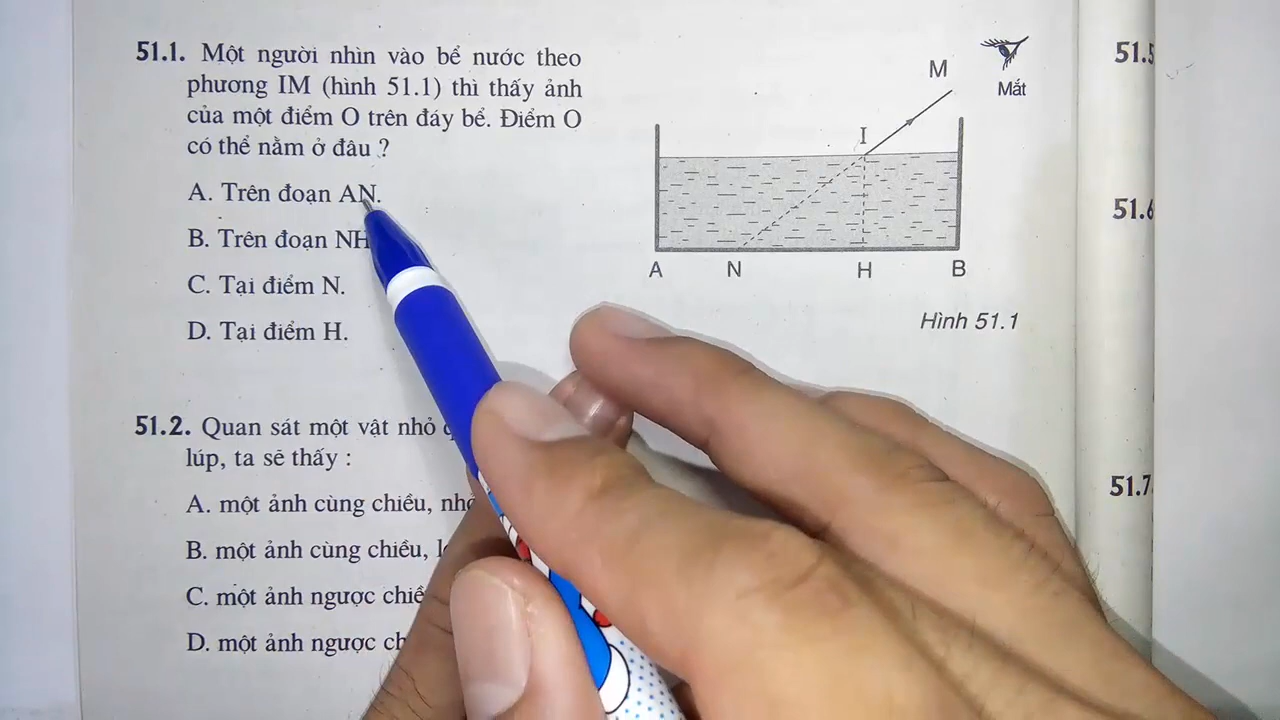 51.1. Một người nhìn vào bể nước theo
phương IM (hình 51.1) thì thấy ảnh
của một điểm O trên đáy bể. Điểm O
có thể nằm ở đâu ?
A. Trên đoạn AN.
B. Trên đoạn NH
C. Tại điểm N.
D. Tại điểm H.
M
Mắt
I
A N H B
Hình 51.1
51.2. Quan sát một vật nhỏ
lúp, ta sẽ thấy :
A. một ảnh cùng chiều,
B. một ảnh cùng chiều,
C. một ảnh ngược
D. một ảnh ngược
51.5
51.6
51.7